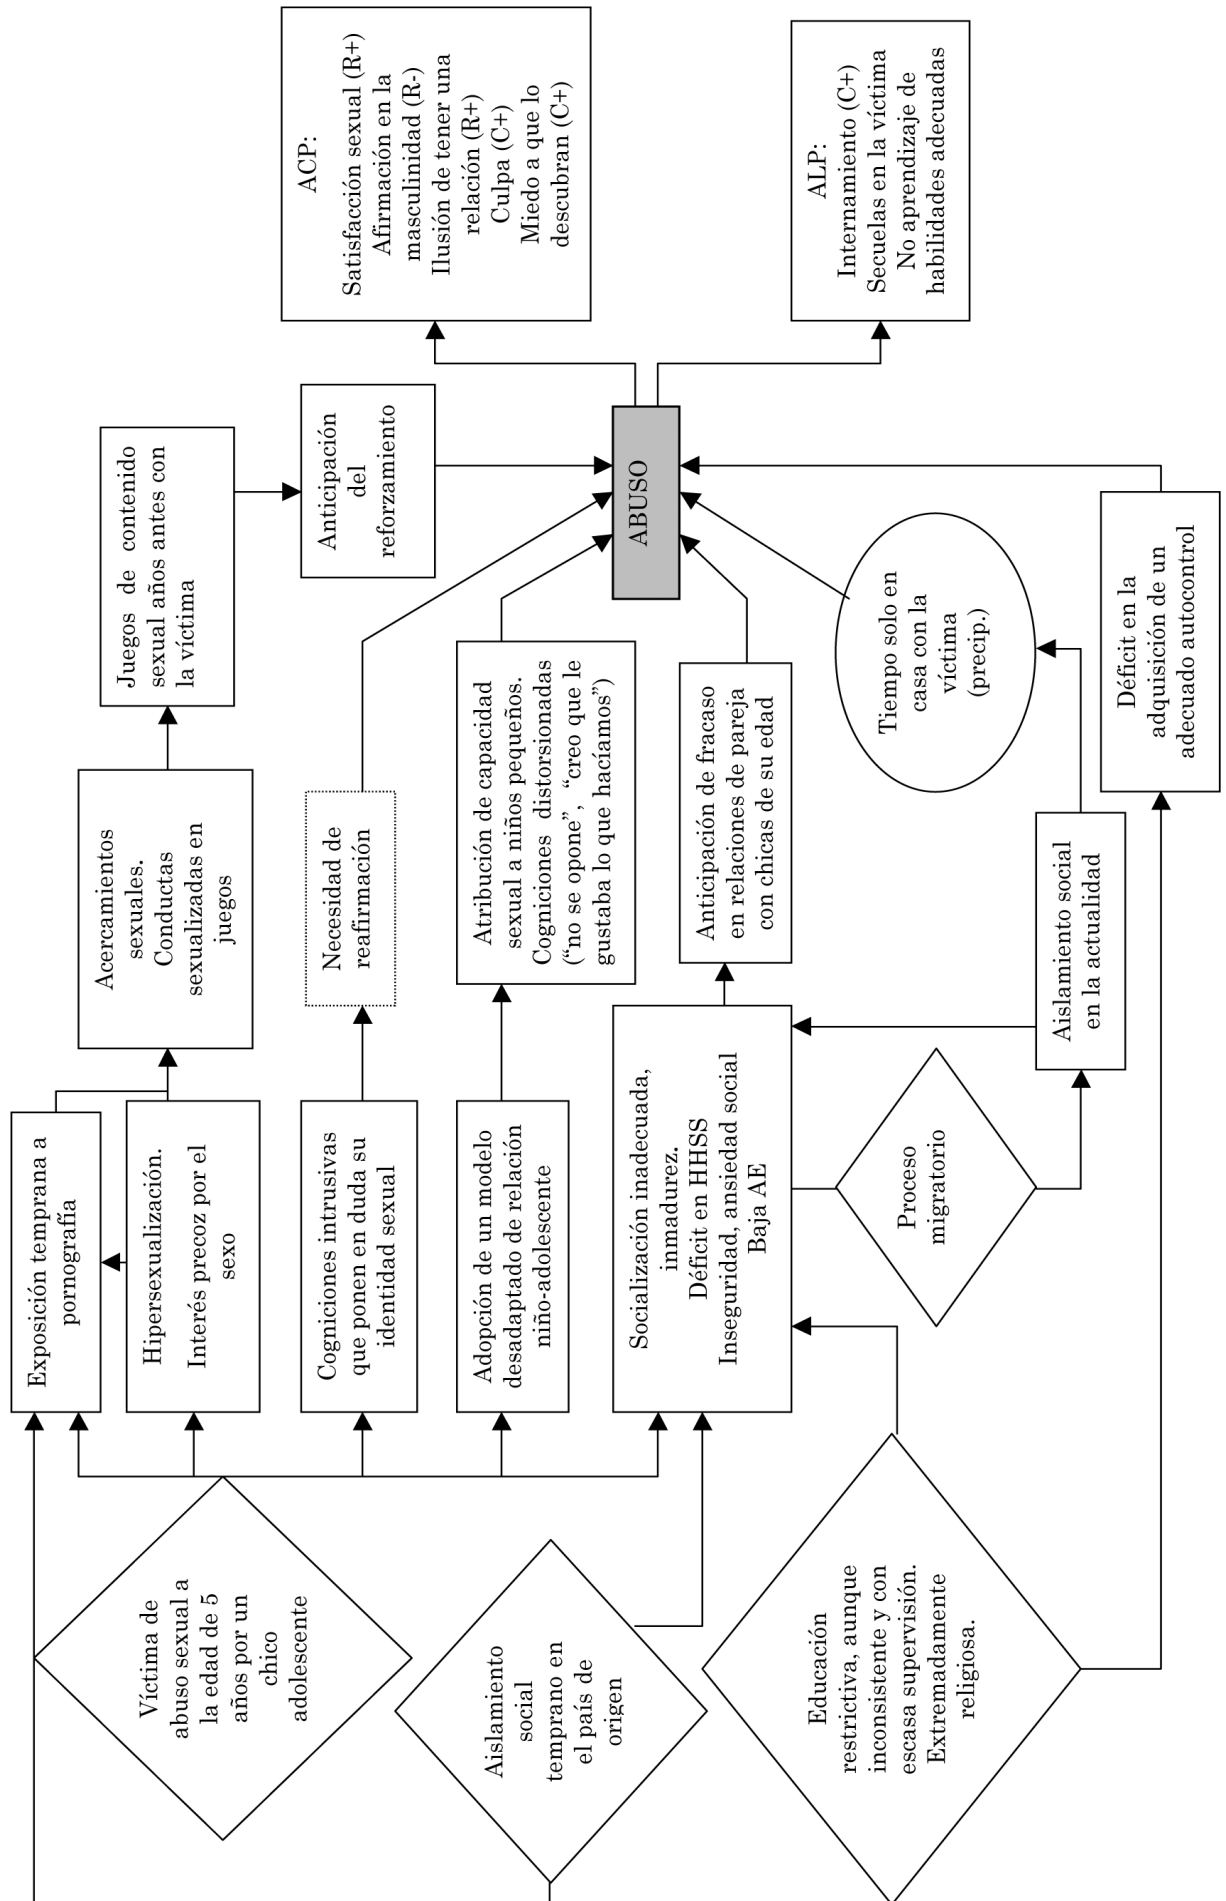 Víctima de
abuso sexual a
la edad de 5
años por un
chico
adolescente
Aislamiento
social
temprano en
el país de
origen
Educación
restrictiva, aunque
inconsistente y con
escasa supervisión.
Extremadamente
religiosa.
Exposición temprana a
pornografía
Hipersexualización.
Interés precoz por el
sexo
Cogniciones intrusivas
que ponen en duda su
identidad sexual
Adopción de un modelo
desadaptado de relación
niño-adolescente
Socialización inadecuada,
inmadurez.
Déficit en HHSS
Inseguridad, ansiedad social
Baja AE
Proceso
migratorio
Acercamientos
sexuales.
Conductas
sexualizadas en
juegos
Necesidad de
reafirmación
Atribución de capacidad
sexual a niños pequeños.
Cogniciones distorsionadas
(“no se opone”, “creo que le
gustaba lo que hacíamos”)
Anticipación de fracaso
en relaciones de pareja
con chicas de su edad
Aislamiento social
en la actualidad
Juegos de contenido
sexual años antes con
la víctima
Anticipación
del
reforzamiento
ABUSO
Tiempo solo en
casa con la
víctima
(precip.)
Déficit en la
adquisición de un
adecuado autocontrol
ACP:
Satisfacción sexual (R+)
Afirmación en la
masculinidad (R-)
Ilusión de tener una
relación (R+)
Culpa (C+)
Miedo a que lo
descubran (C+)
ALP:
Internamiento (C+)
Secuelas en la víctima
No aprendizaje de
habilidades adecuadas